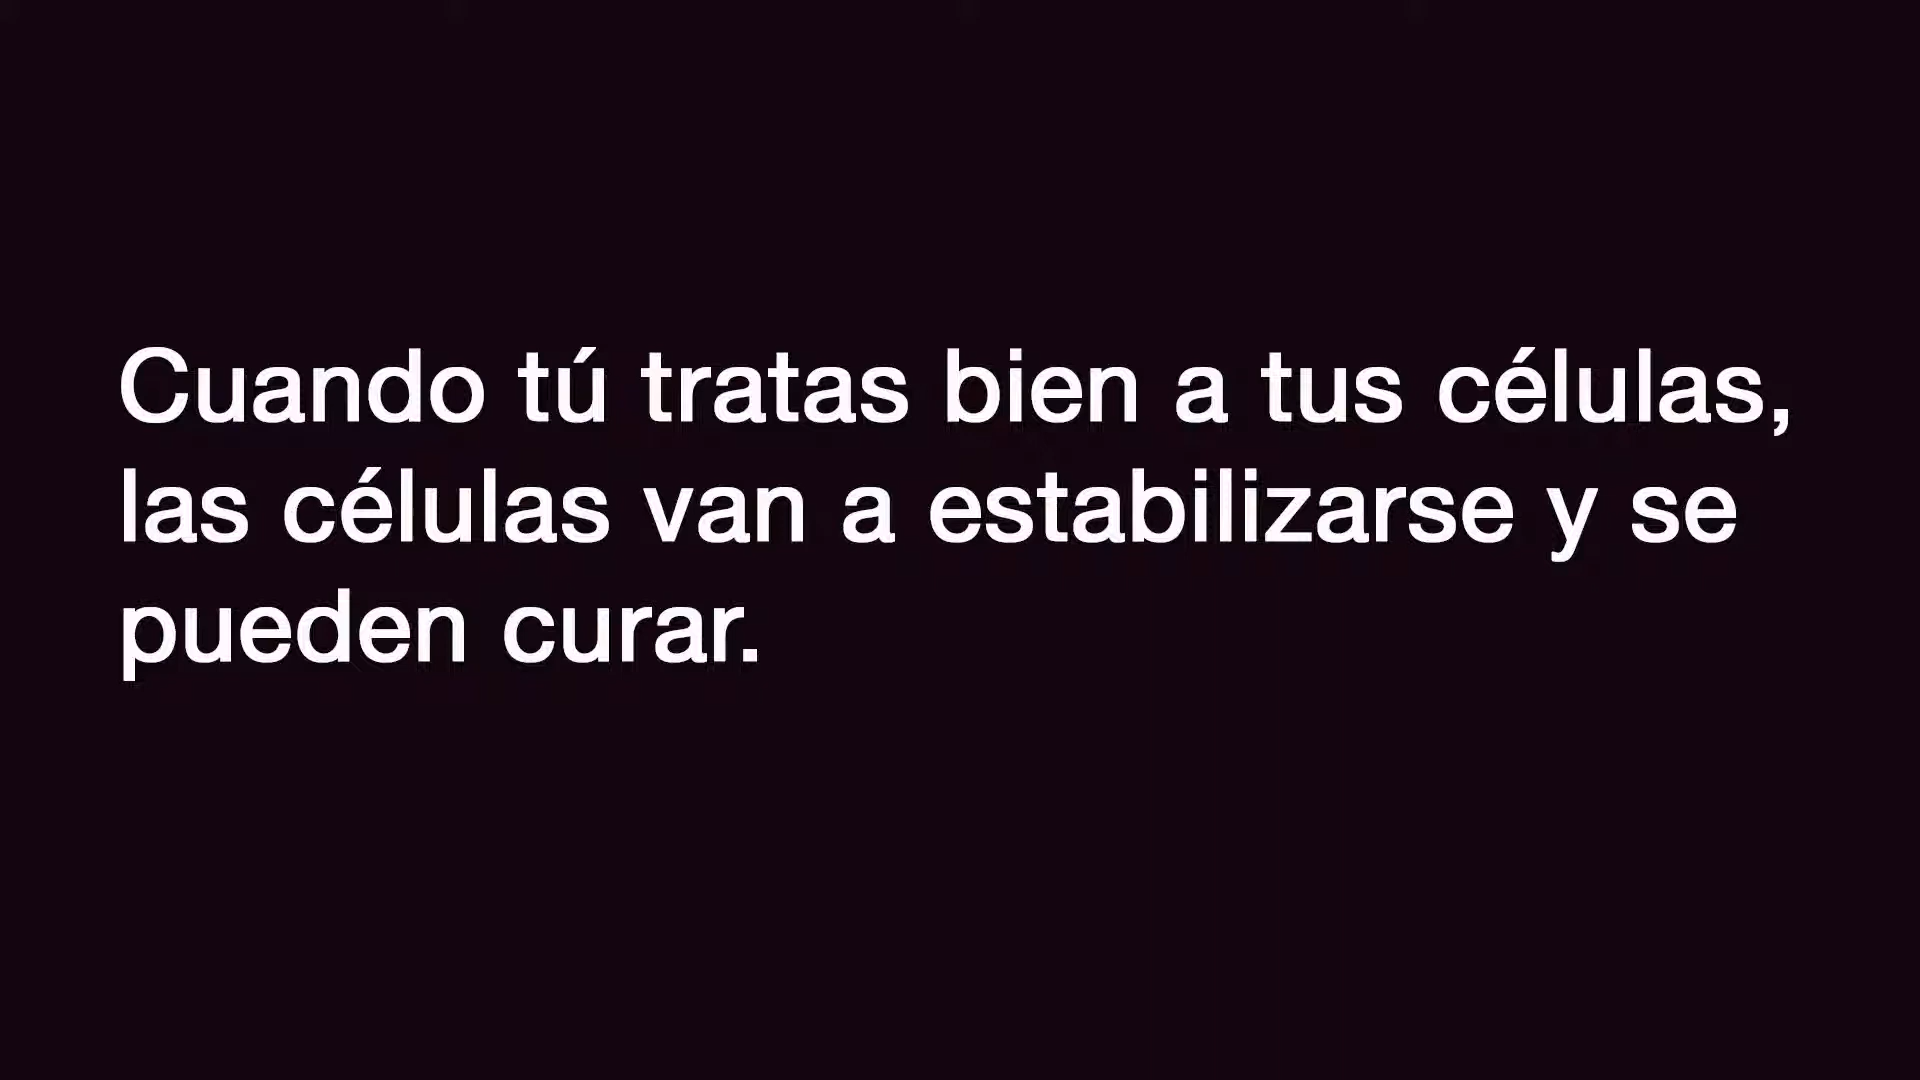 Cuando tú tratas bien a tus células,
las células van a estabilizarse y se
pueden curar.